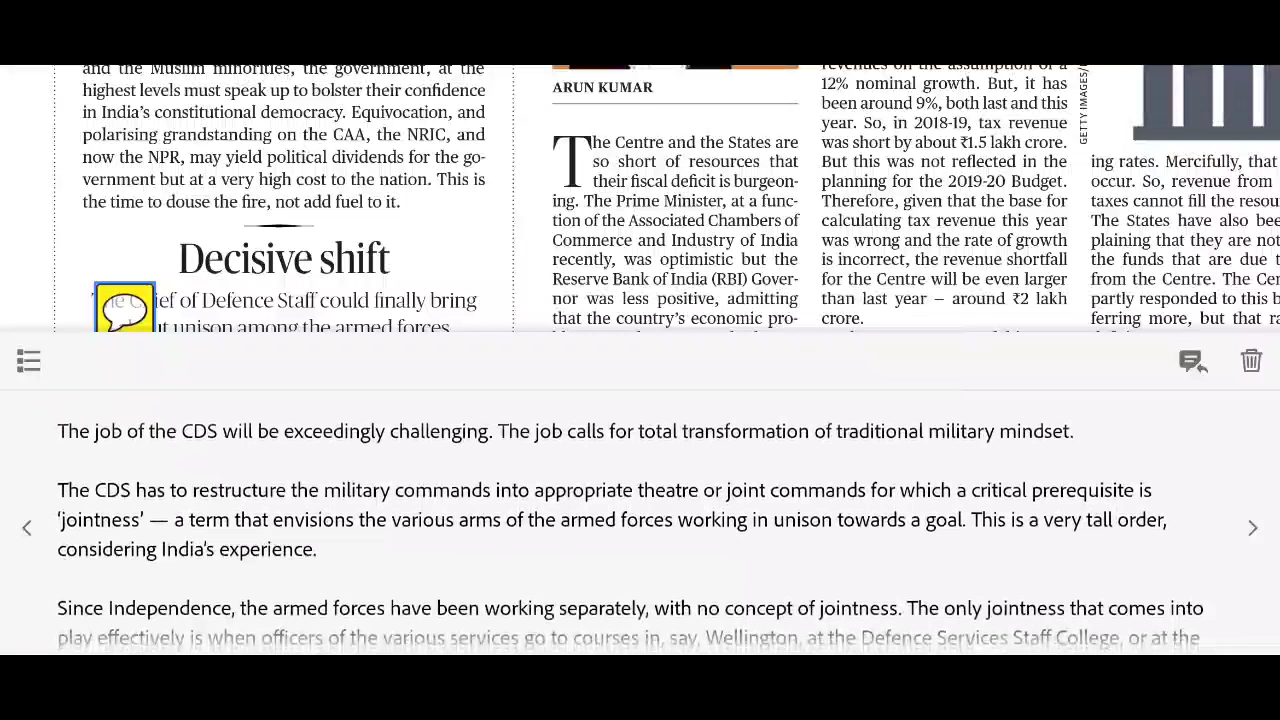 and the Muslim minorities, the government, at the
highest levels must speak up to bolster their confidence
in India's constitutional democracy. Equivocation, and
polarising grandstanding on the CAA, the NRIC, and
now the NPR, may yield political dividends for the go-
vernment but at a very high cost to the nation. This is
the time to douse the fire, not add fuel to it.
Decisive shift
ief of Defence Staff could finally bring
ut unison among the armed forces
ARUN KUMAR
The Centre and the States are
so short of resources that
their fiscal deficit is burgeon-
ing. The Prime Minister, at a func-
tion of the Associated Chambers of
Commerce and Industry of India
recently, was optimistic but the
Reserve Bank of India (RBI) Gover-
nor was less positive, admitting
that the country's economic pro-
revenues on the assumption of a
12% nominal growth. But, it has
been around 9%, both last and this
year. So, in 2018-19, tax revenue
was short by about ₹1.5 lakh crore.
But this was not reflected in the
planning for the 2019-20 Budget.
Therefore, given that the base for
calculating tax revenue this year
was wrong and the rate of growth
is incorrect, the revenue shortfall
for the Centre will be even larger
than last year – around ₹2 lakh
crore.
GETTY IMAGES/
ing rates. Mercifully, that
occur. So, revenue from
taxes cannot fill the resou
The States have also bee
plaining that they are not
the funds that are due t
from the Centre. The Cen
partly responded to this b
ferring more, but that ra
The job of the CDS will be exceedingly challenging. The job calls for total transformation of traditional military mindset.
The CDS has to restructure the military commands into appropriate theatre or joint commands for which a critical prerequisite is
‘jointness’ — a term that envisions the various arms of the armed forces working in unison towards a goal. This is a very tall order,
considering India's experience.
Since Independence, the armed forces have been working separately, with no concept of jointness. The only jointness that comes into
play effectively is when officers of the various services go to courses in, say, Wellington, at the Defence Services Staff College, or at the